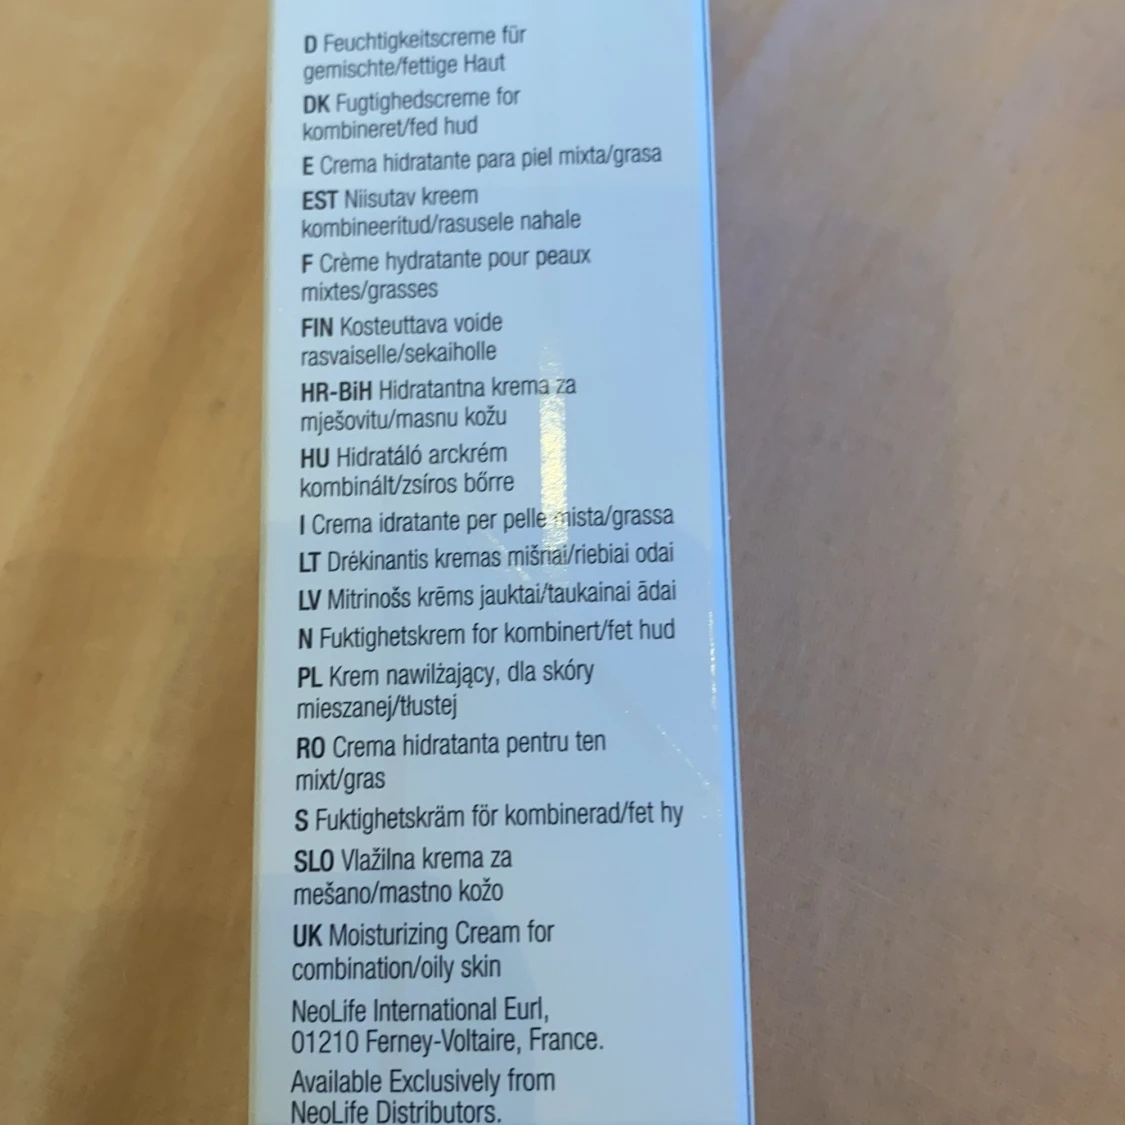 D Feuchtigkeitscreme für
gemischte/fettige Haut
DK Fugtighedscreme for
kombineret/fed hud
E Crema hidratante para piel mixta/grasa
EST Niisutav kreem
kombineeritud/rasusele nahale
F Crème hydratante pour peaux
mixtes/grasses
FIN Kosteuttava voide
rasvaiselle/sekaiholle
HR-BiH Hidratantna krema za
mješovitu/masnu kožu
HU Hidratáló arckrém
kombinált/zsíros bőrre
I Crema idratante per pelle mista/grassa
LT Drėkinantis kremas mišriai/riebiai odai
LV Mitrinošs krēms jauktai/taukainai ādai
N Fuktighetskrem for kombinert/fet hud
PL Krem nawilżający, dla skóry
mieszanej/tłustej
RO Crema hidratanta pentru ten
mixt/gras
S Fuktighetskräm för kombinerad/fet hy
SLO Vlažilna krema za
mešano/mastno kožo
UK Moisturizing Cream for
combination/oily skin
NeoLife International Eurl,
01210 Ferney-Voltaire, France.
Available Exclusively from
NeoLife Distributors.